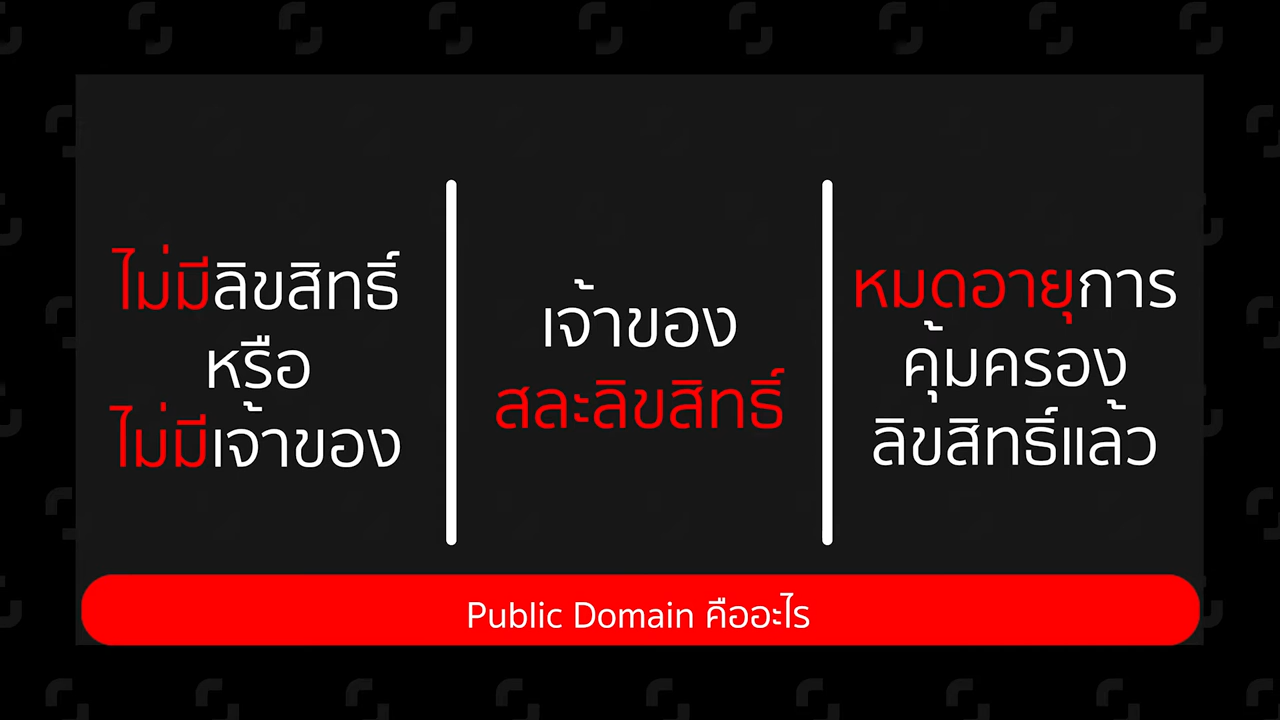 ไม่มีลิขสิทธิ์
หรือ
ไม่มีเจ้าของ
เจ้าของ
สละลิขสิทธิ์
หมดอายุการ
คุ้มครอง
ลิขสิทธิ์แล้ว
Public Domain คืออะไร